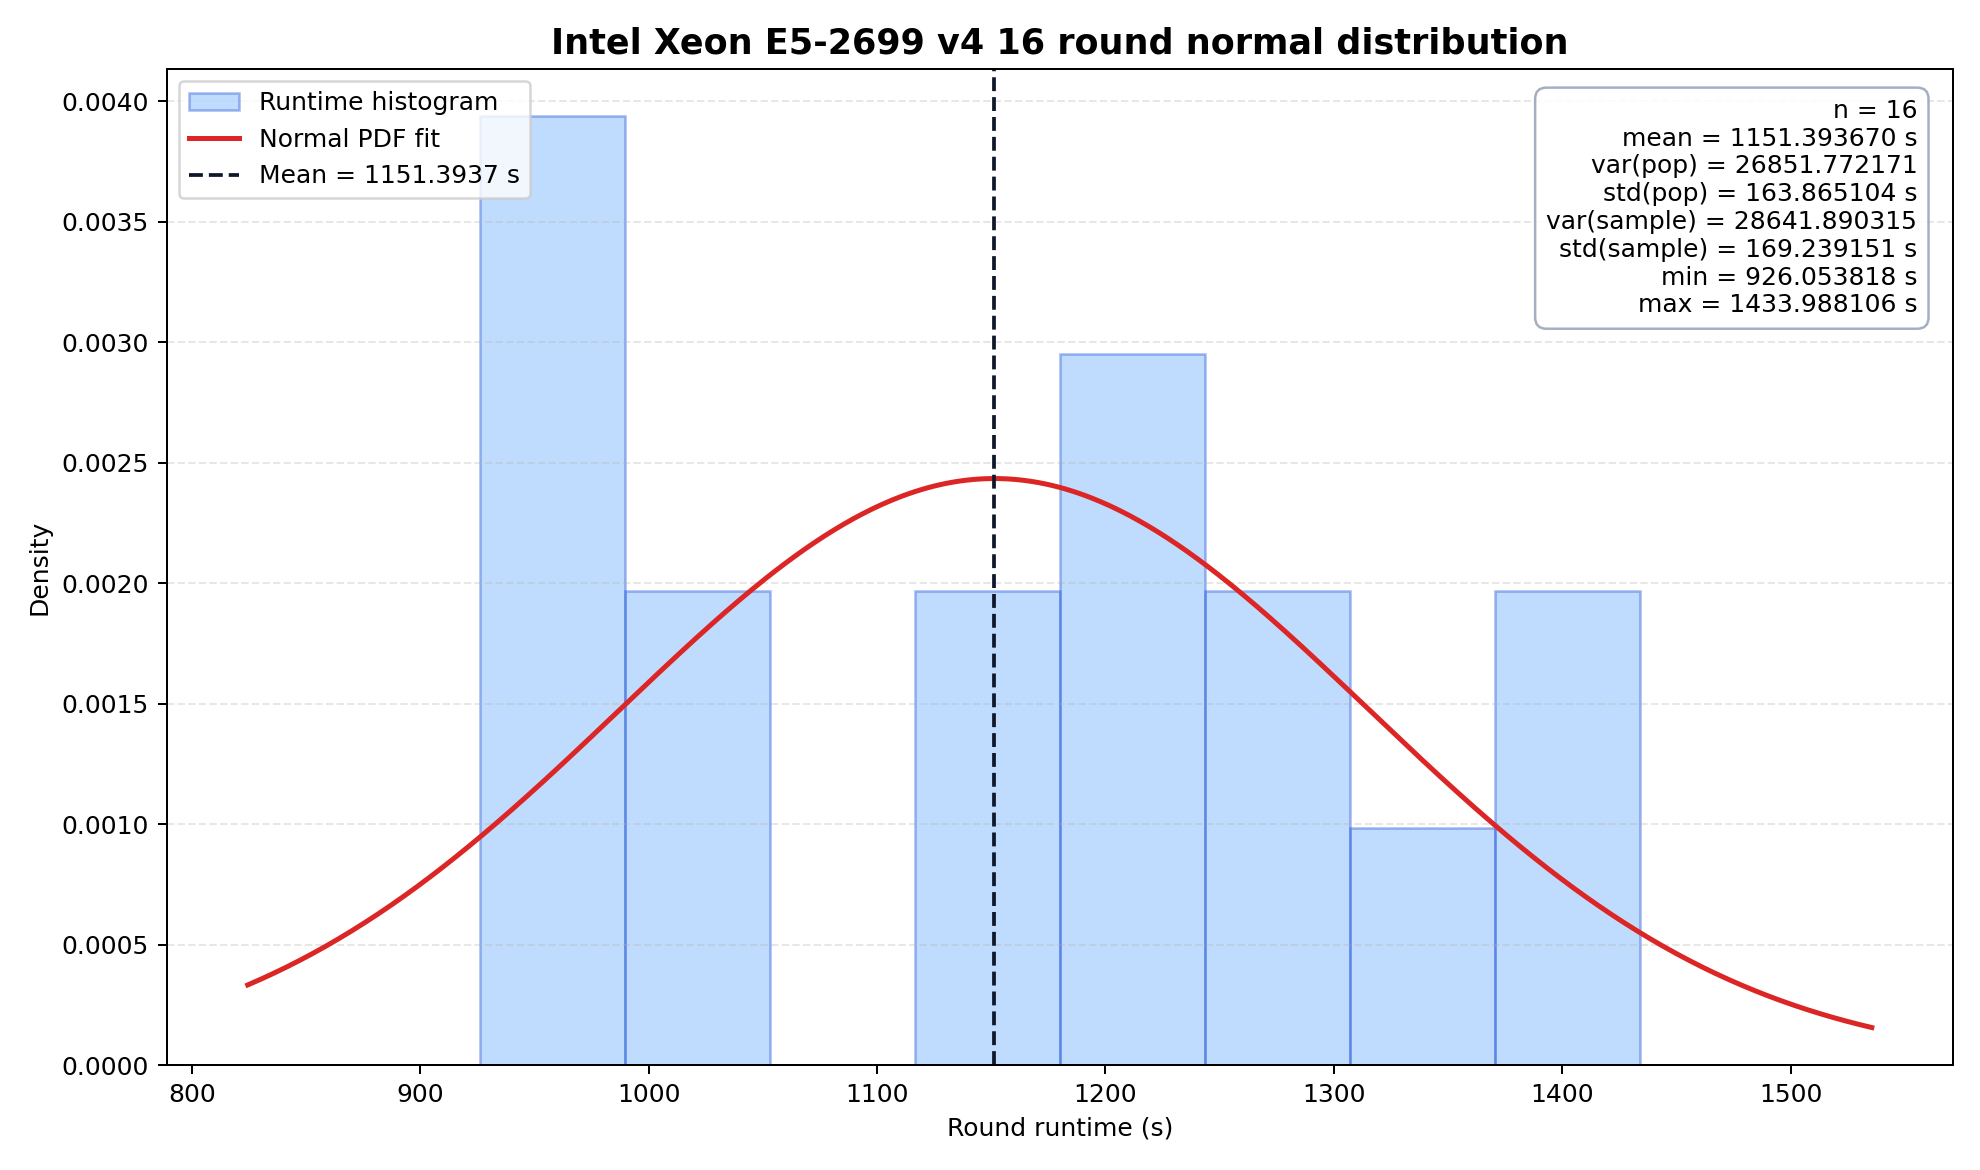 Intel Xeon E5-2699 v4 16 round normal distribution
Runtime histogram
Normal PDF fit
Mean = 1151.3937 s
n = 16
mean = 1151.393670 s
var(pop) = 26851.772171
std(pop) = 163.865104 s
var(sample) = 28641.890315
std(sample) = 169.239151 s
min = 926.053818 s
max = 1433.988106 s
Density
0.0040
0.0035
0.0030
0.0025
0.0020
0.0015
0.0010
0.0005
0.0000
800 900 1000 1100 1200 1300 1400 1500
Round runtime (s)